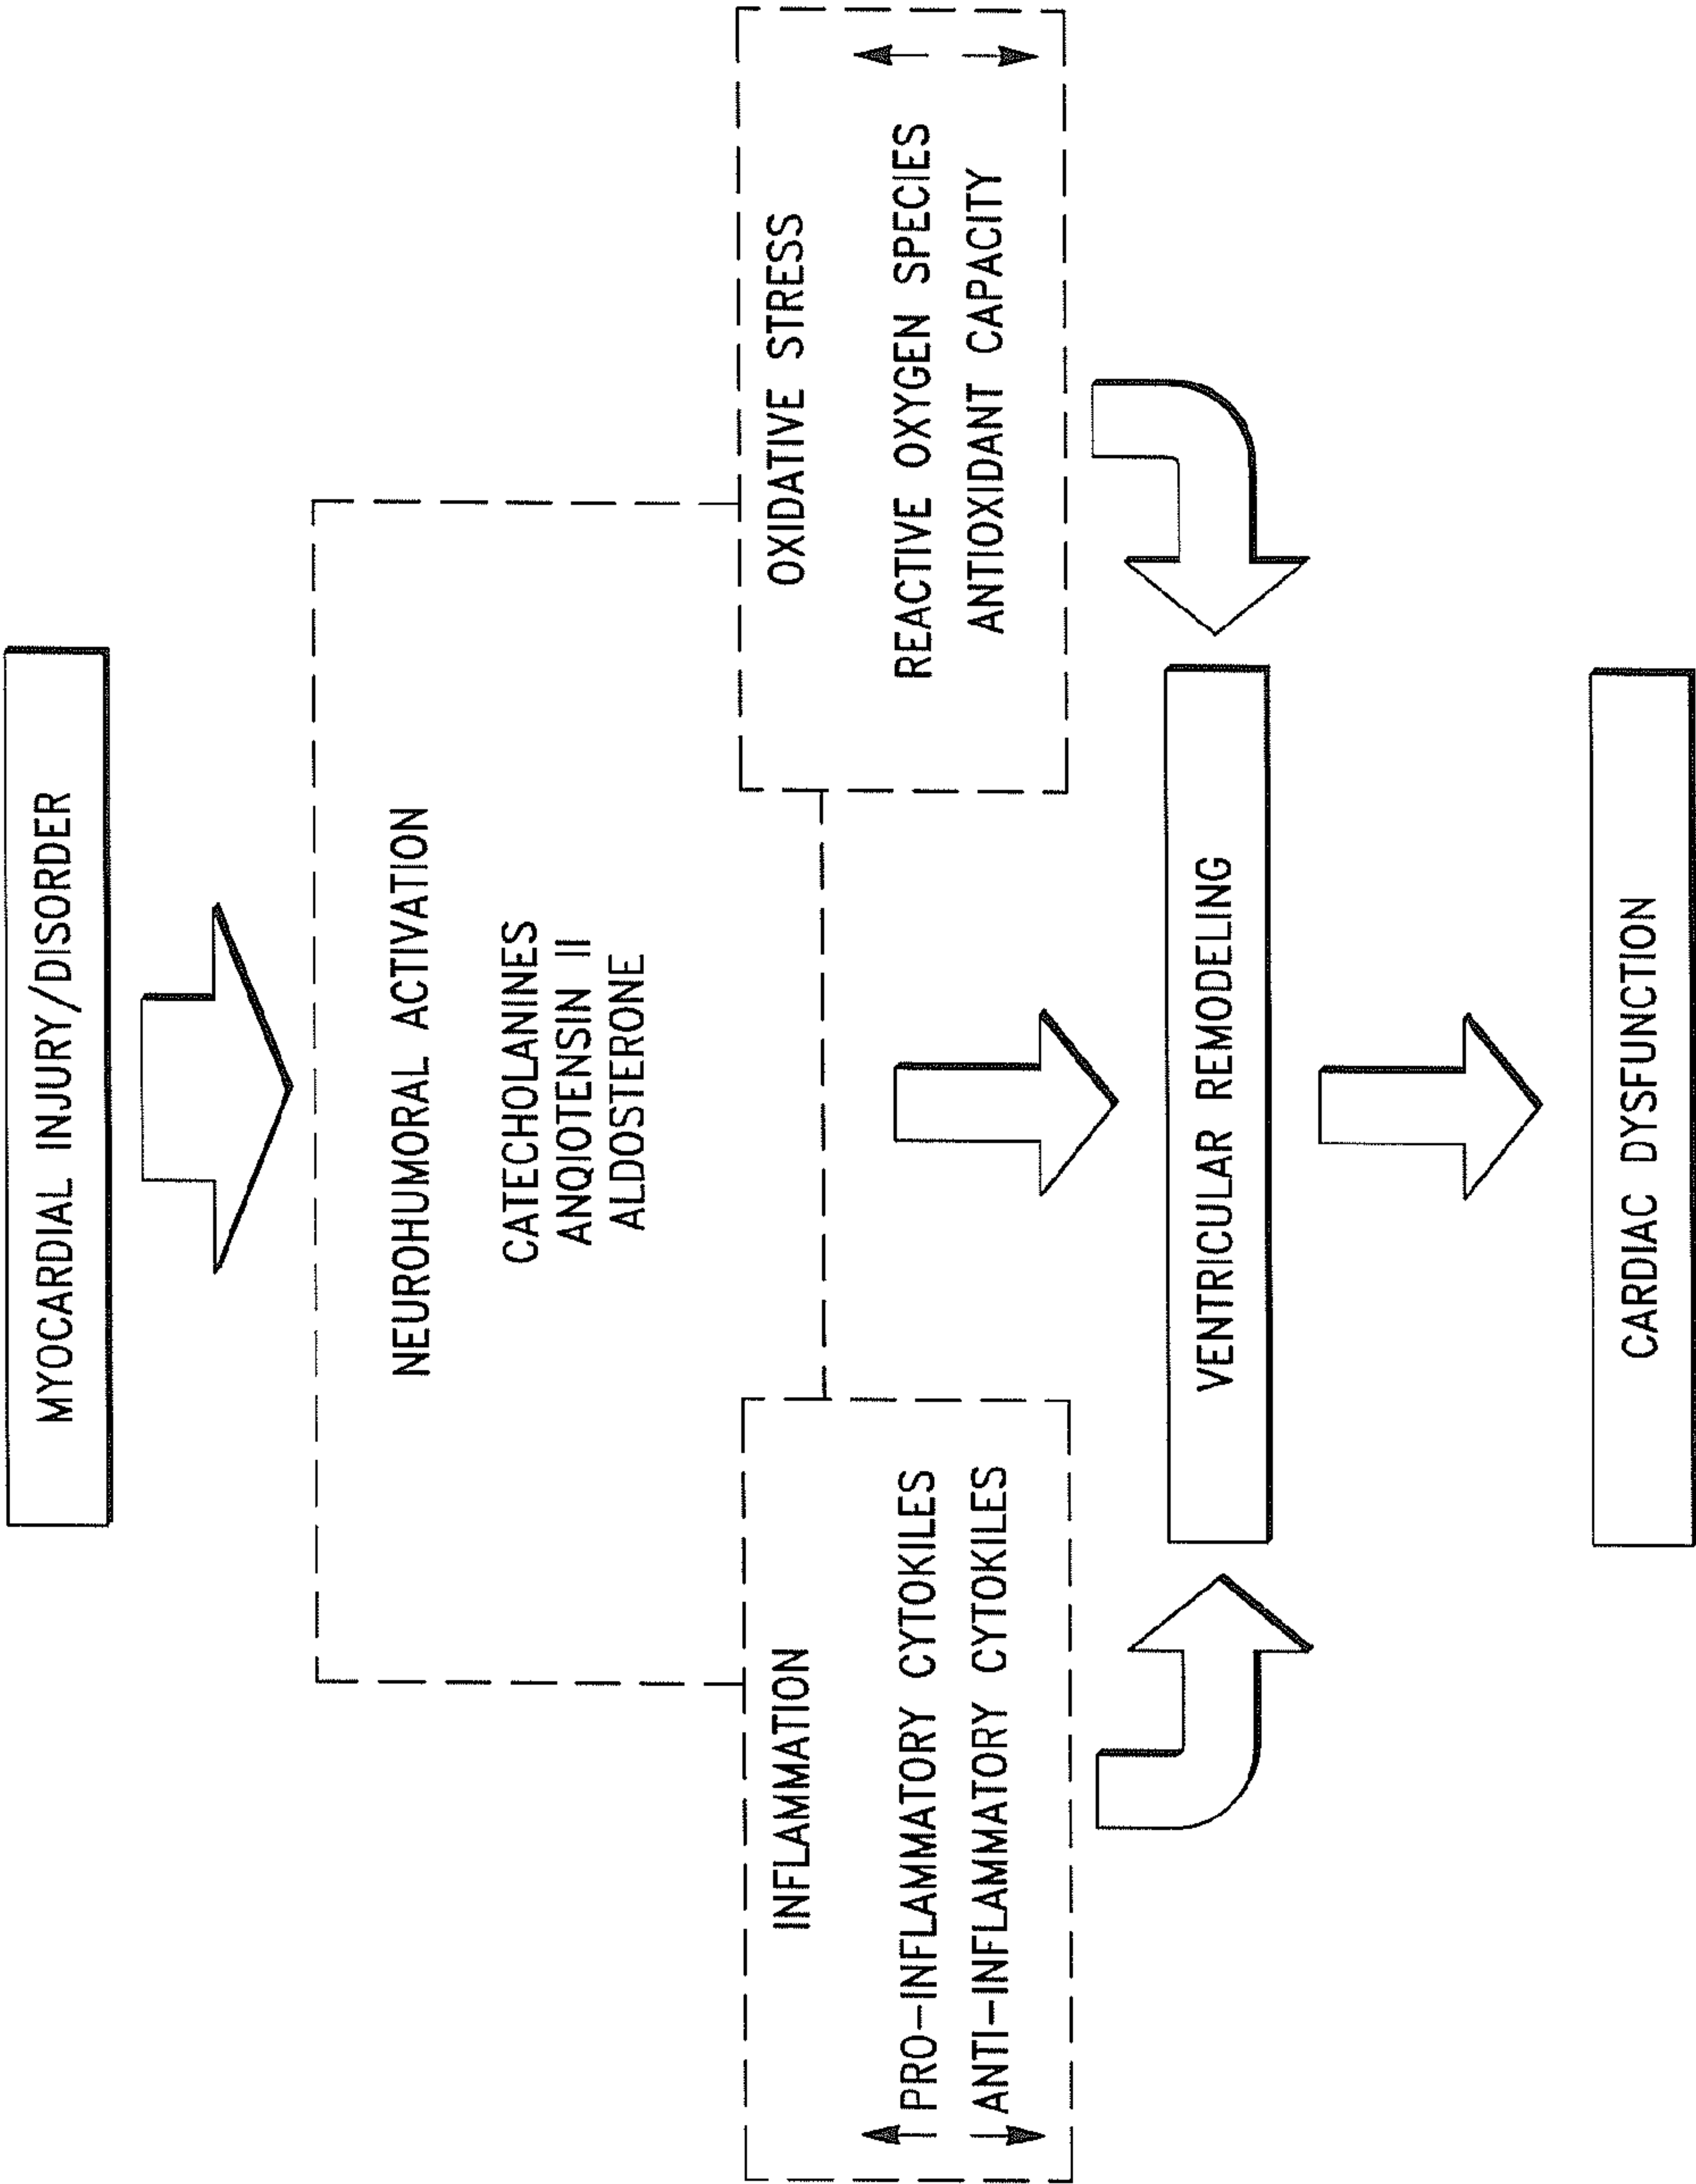 MYOCARDIAL INJURY/DISORDER
NEUROHUMORAL ACTIVATION
CATECHOLANINES
ANQIOTENSIN II
ALDOSTERONE
INFLAMMATION
PRO-INFLAMMATORY CYTOKILES
ANTI-INFLAMMATORY CYTOKILES
OXIDATIVE STRESS
REACTIVE OXYGEN SPECIES
ANTIOXIDANT CAPACITY
VENTRICULAR REMODELING
CARDIAC DYSFUNCTION